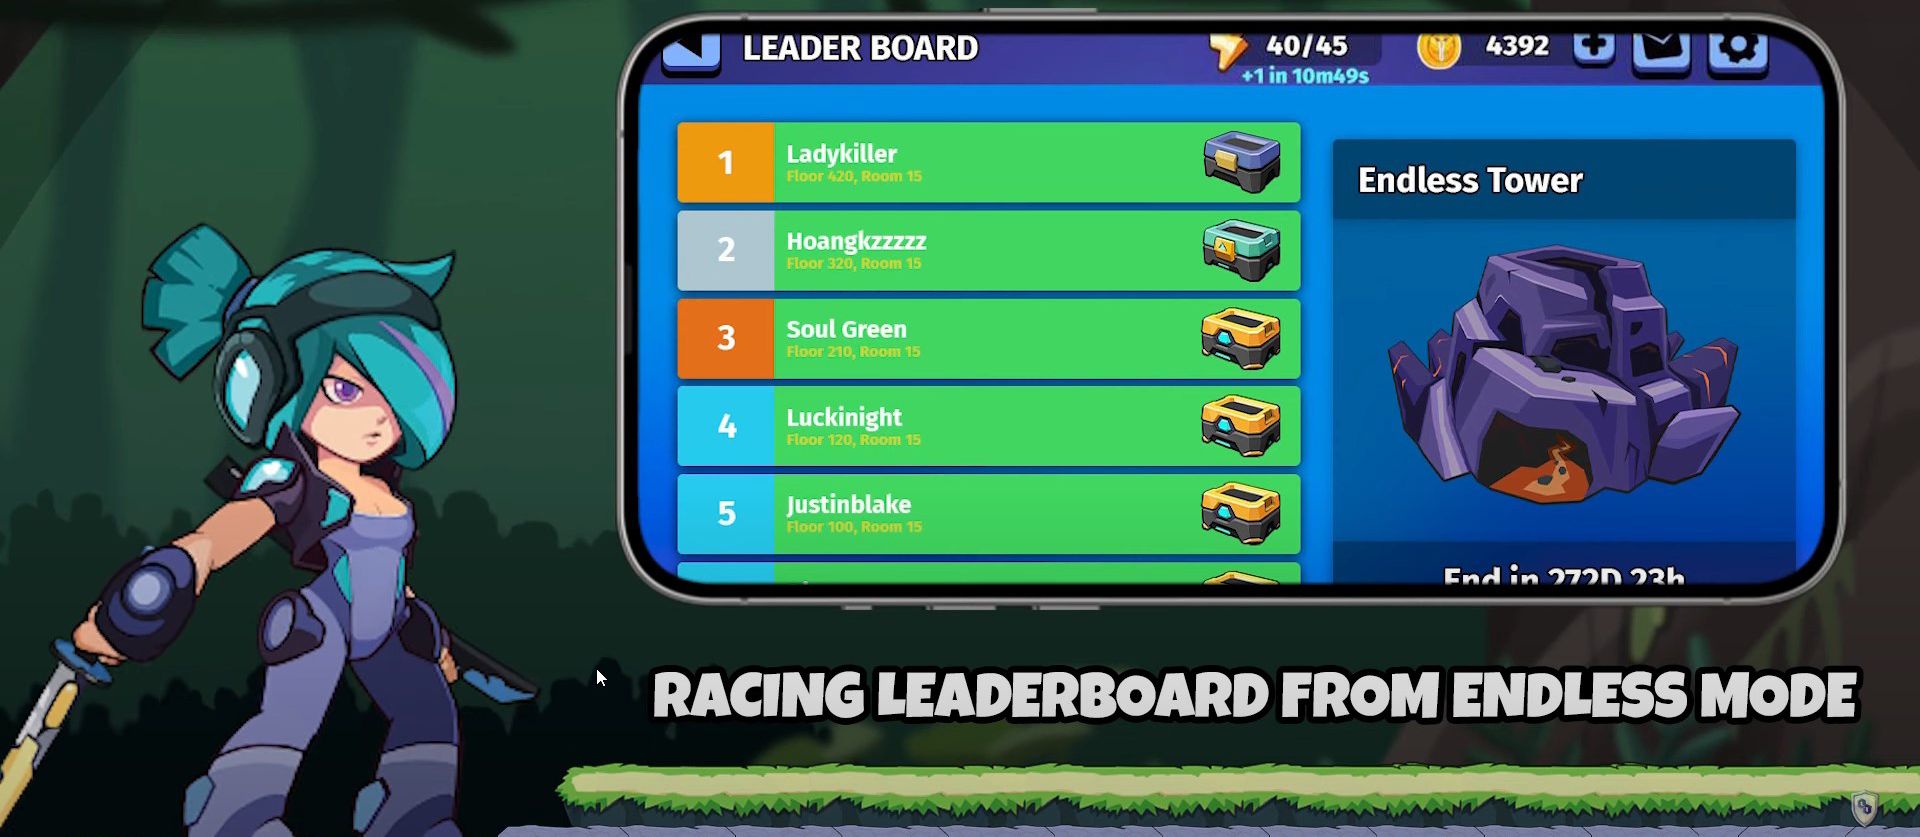 LEADER BOARD
40/45
+1 in 10m49s
4392
1
Ladykiller
Floor 420, Room 15
2
Hoangkzzzzz
Floor 320, Room 15
3
Soul Green
Floor 210, Room 15
4
Luckinight
Floor 120, Room 15
5
Justinblake
Floor 100, Room 15
Endless Tower
End in 272D 23h
RACING LEADERBOARD FROM ENDLESS MODE